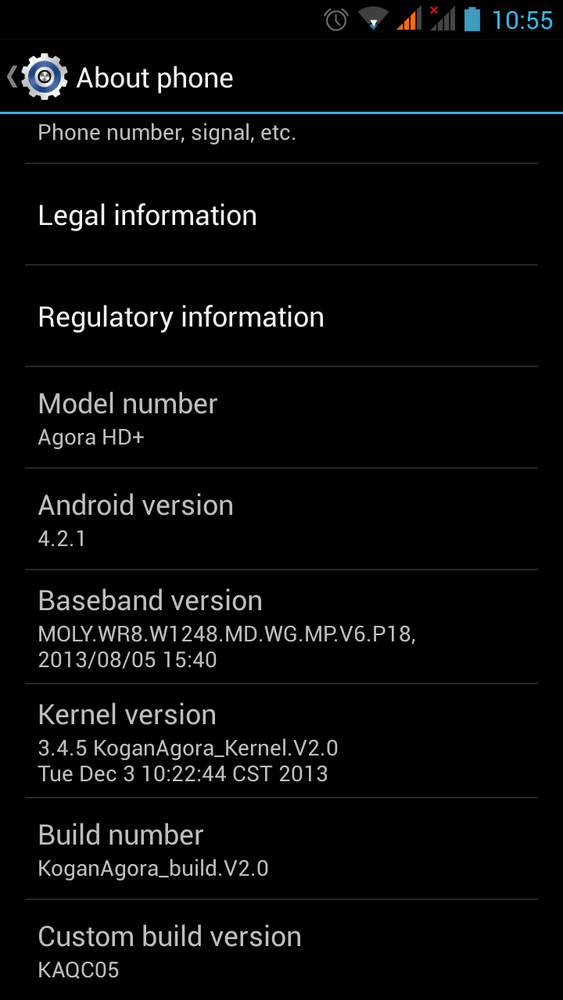 10:55
About phone
Phone number, signal, etc.
Legal information
Regulatory information
Model number
Agora HD+
Android version
4.2.1
Baseband version
MOLY.WR8.W1248.MD.WG.MP.V6.P18,
2013/08/05 15:40
Kernel version
3.4.5 KoganAgora_Kernel.V2.0
Tue Dec 3 10:22:44 CST 2013
Build number
KoganAgora_build.V2.0
Custom build version
KAQC05